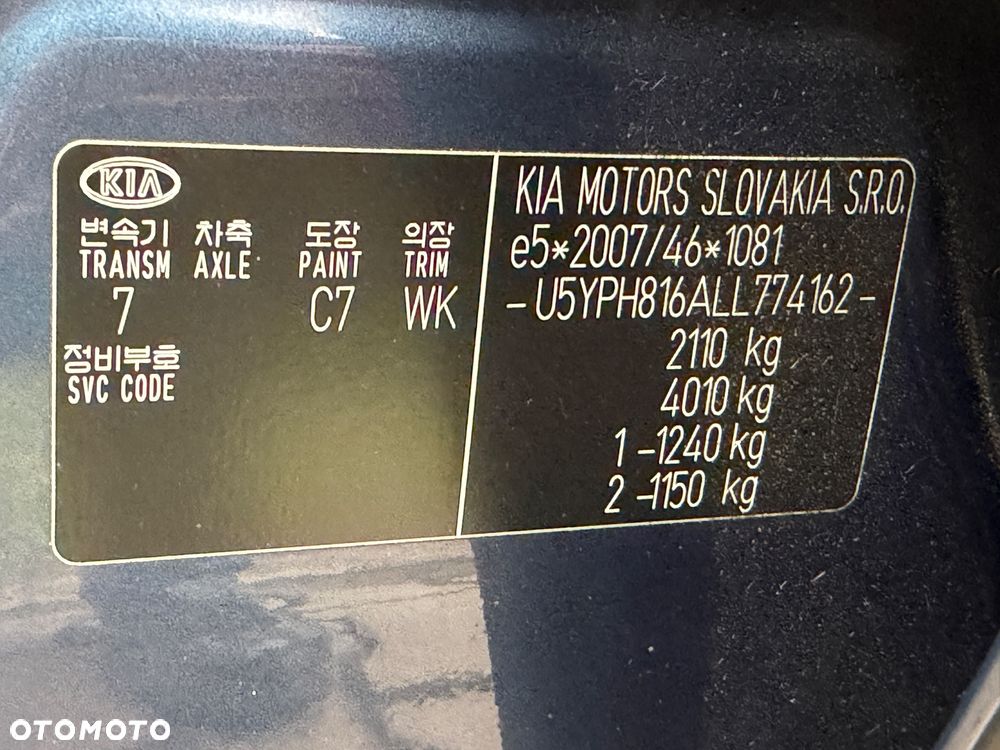 KIA
변속기 차축 도장 의장
TRANSM AXLE PAINT TRIM
7 C7 WK
정비부호
SVC CODE
KIA MOTORS SLOVAKIA S.R.O.
e5*2007/46*1081
-U5YPH816ALL774162-
2110 kg
4010 kg
1 -1240 kg
2 -1150 kg
OTOMOTO